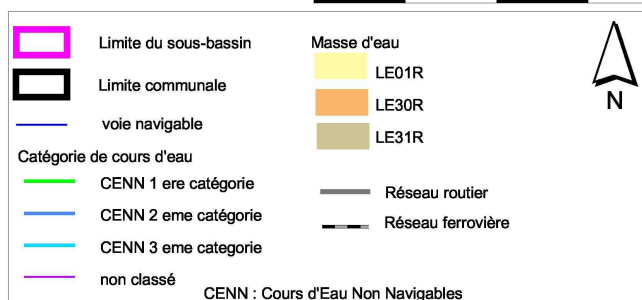 Limite du sous-bassin
Limite communale
voie navigable
Catégorie de cours d'eau
CENN 1 ere catégorie
CENN 2 eme catégorie
CENN 3 eme categorie
non classé
Masse d'eau
LE01R
LE30R
LE31R
Réseau routier
Réseau ferrovière
CENN : Cours d'Eau Non Navigables
N